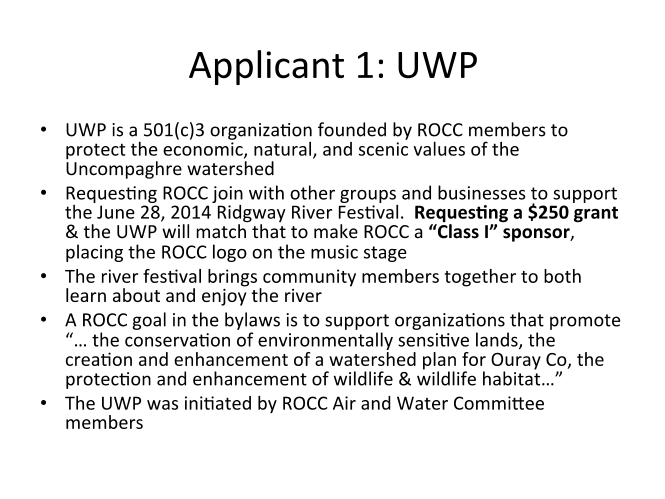 Applicant 1: UWP
• UWP is a 501(c)3 organization founded by ROCC members to
protect the economic, natural, and scenic values of the
Uncompaghre watershed
• Requesting ROCC join with other groups and businesses to support
the June 28, 2014 Ridgway River Festival.  Requesting a $250 grant
& the UWP will match that to make ROCC a “Class I” sponsor,
placing the ROCC logo on the music stage
• The river festival brings community members together to both
learn about and enjoy the river
• A ROCC goal in the bylaws is to support organizations that promote
“… the conservation of environmentally sensitive lands, the
creation and enhancement of a watershed plan for Ouray Co, the
protection and enhancement of wildlife & wildlife habitat…”
• The UWP was initiated by ROCC Air and Water Committee
members